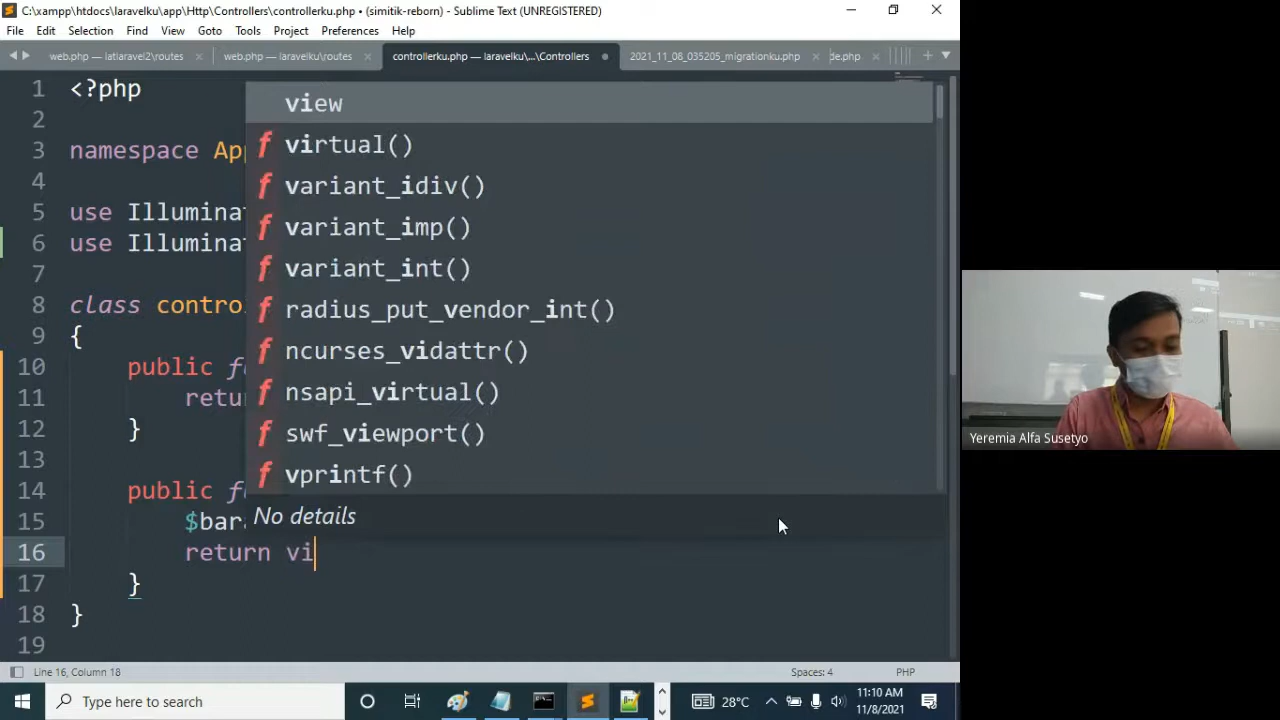 C:\xampp\htdocs\laravelku\app\Http\Controllers\controllerku.php • (simitik-reborn) - Sublime Text (UNREGISTERED)
File Edit Selection Find View Goto Tools Project Preferences Help
web.php — latlaravel2\routes web.php — laravelku\routes controllerku.php — laravelku\...\Controllers 2021_11_08_035205_migrationku.php de.php
1 <?php
2
3 namespace App
4
5 use Illuminat
6 use Illuminat
7
8 class contro
9 {
10 public f
11 retur
12 }
13
14 public f
15 $bara
16 return vi
17 }
18 }
19
view
f virtual()
f variant_idiv()
f variant_imp()
f variant_int()
f radius_put_vendor_int()
f ncurses_vidattr()
f nsapi_virtual()
f swf_viewport()
f vprintf()
No details
Yeremia Alfa Susetyo
Line 16, Column 18 Spaces: 4 PHP
Type here to search 28°C 11:10 AM
11/8/2021